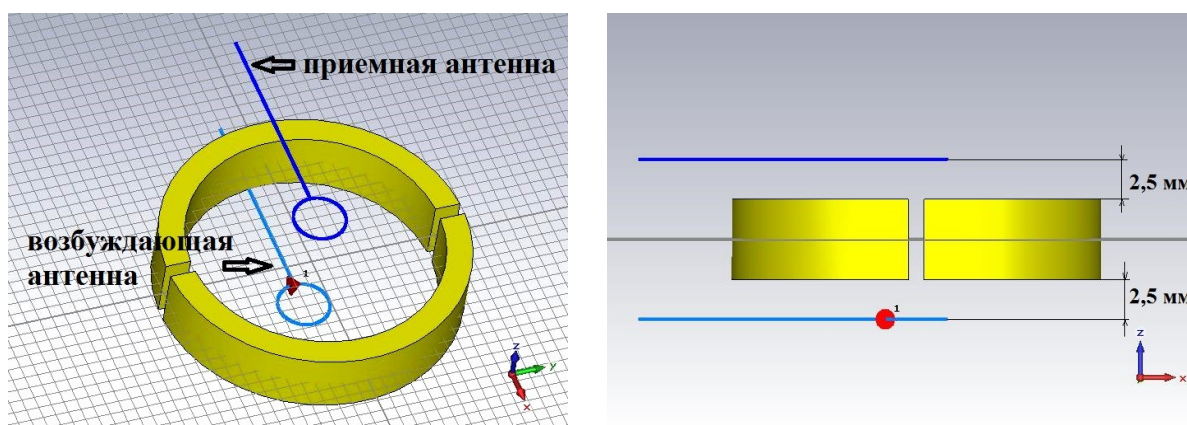 приемная антенна
возбуждающая
антенна
1
z
y
x
2,5 мм
2,5 мм
1
z
x